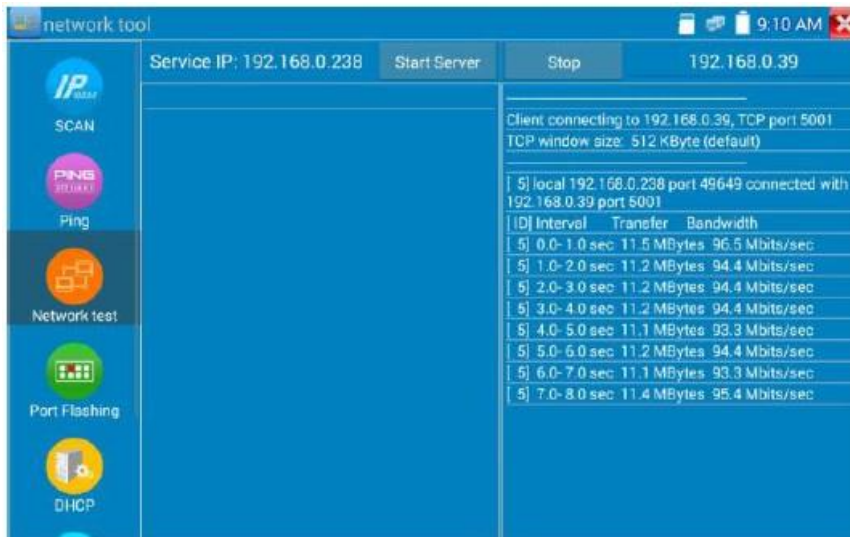 network tool
9:10 AM
Service IP: 192.168.0.238
Start Server
Stop
192.168.0.39
IP
SCAN
PING
Ping
Network test
Port Flashing
DHCP
Client connecting to 192.168.0.39, TCP port 5001
TCP window size: 512 KByte (default)
[ 5] local 192.168.0.238 port 49649 connected with
192.168.0.39 port 5001
[ ID] Interval Transfer Bandwidth
[ 5] 0.0- 1.0 sec 11.5 MBytes 96.5 Mbits/sec
[ 5] 1.0- 2.0 sec 11.2 MBytes 94.4 Mbits/sec
[ 5] 2.0- 3.0 sec 11.2 MBytes 94.4 Mbits/sec
[ 5] 3.0- 4.0 sec 11.2 MBytes 94.4 Mbits/sec
[ 5] 4.0- 5.0 sec 11.1 MBytes 93.3 Mbits/sec
[ 5] 5.0- 6.0 sec 11.2 MBytes 94.4 Mbits/sec
[ 5] 6.0- 7.0 sec 11.1 MBytes 93.3 Mbits/sec
[ 5] 7.0- 8.0 sec 11.4 MBytes 95.4 Mbits/sec